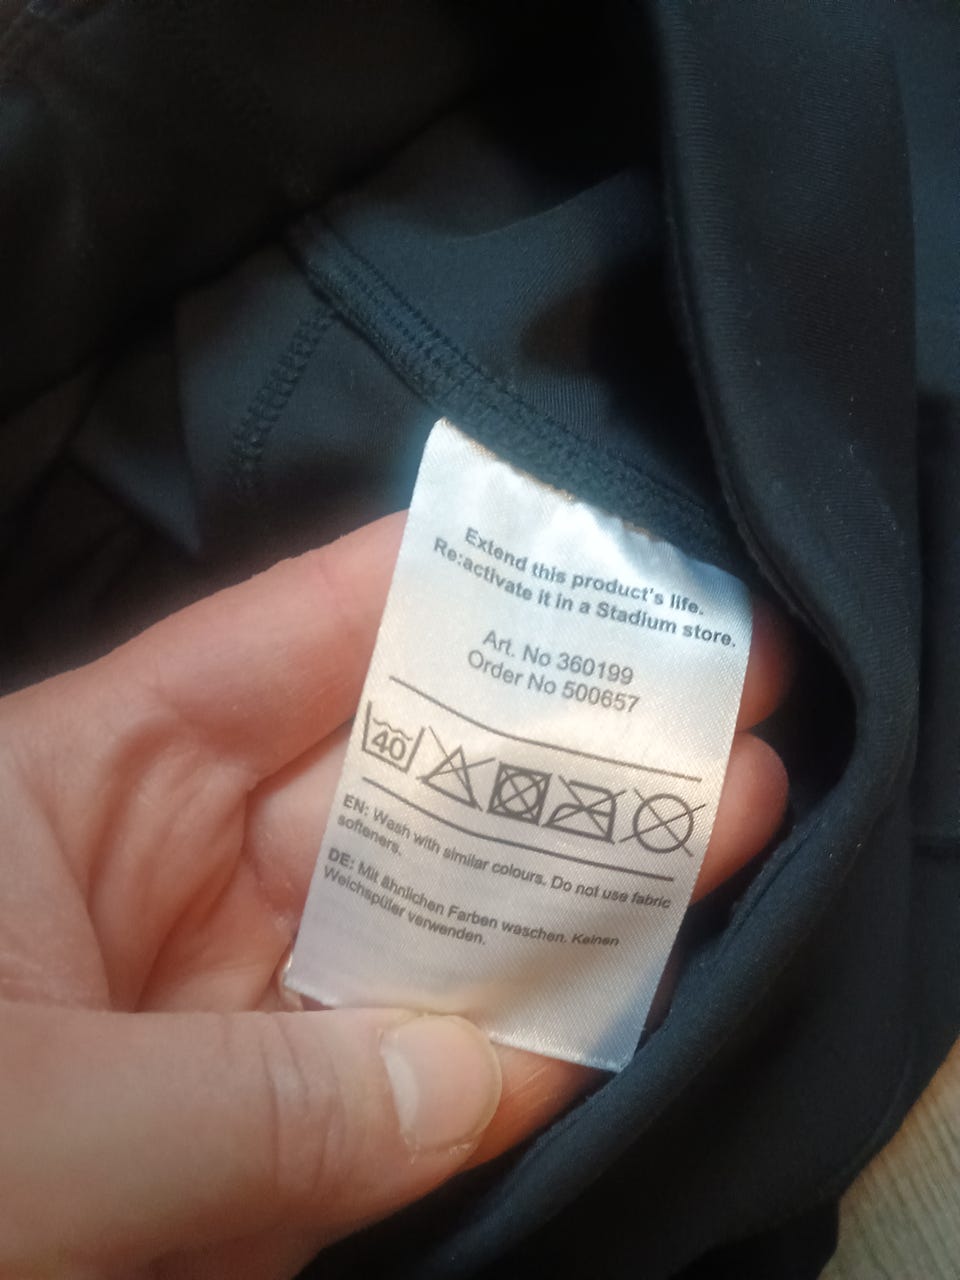 Extend this product's life.
Re:activate it in a Stadium store.
Art. No 360199
Order No 500657
40
EN: Wash with similar colours. Do not use fabric
softeners.
DE: Mit ähnlichen Farben waschen. Keinen
Weichspüler verwenden.